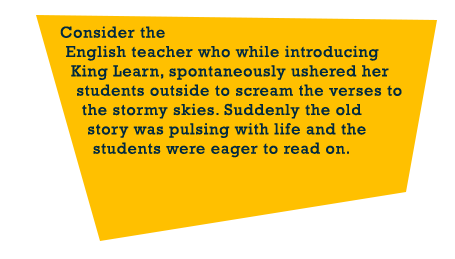 Consider the
English teacher who while introducing
King Learn, spontaneously ushered her
students outside to scream the verses to
the stormy skies. Suddenly the old
story was pulsing with life and the
students were eager to read on.